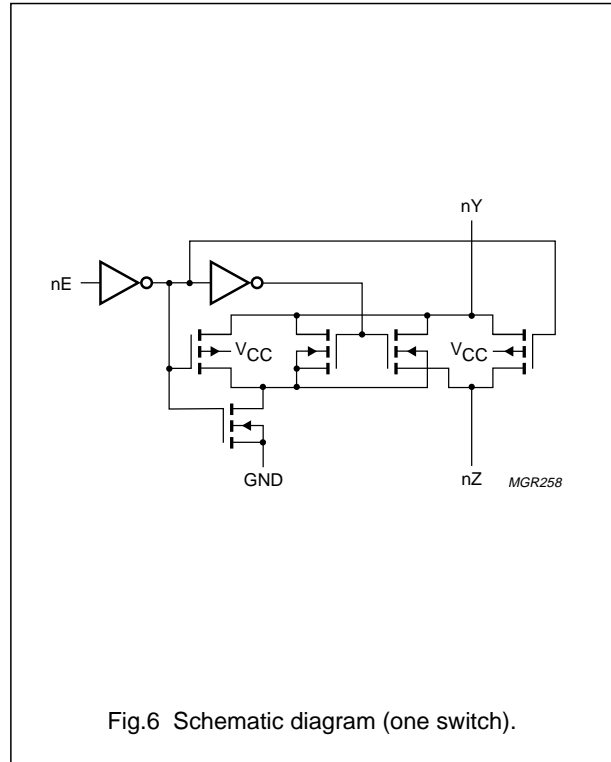 nY
nE
VCC
VCC
GND
nZ
MGR258
Fig.6 Schematic diagram (one switch).